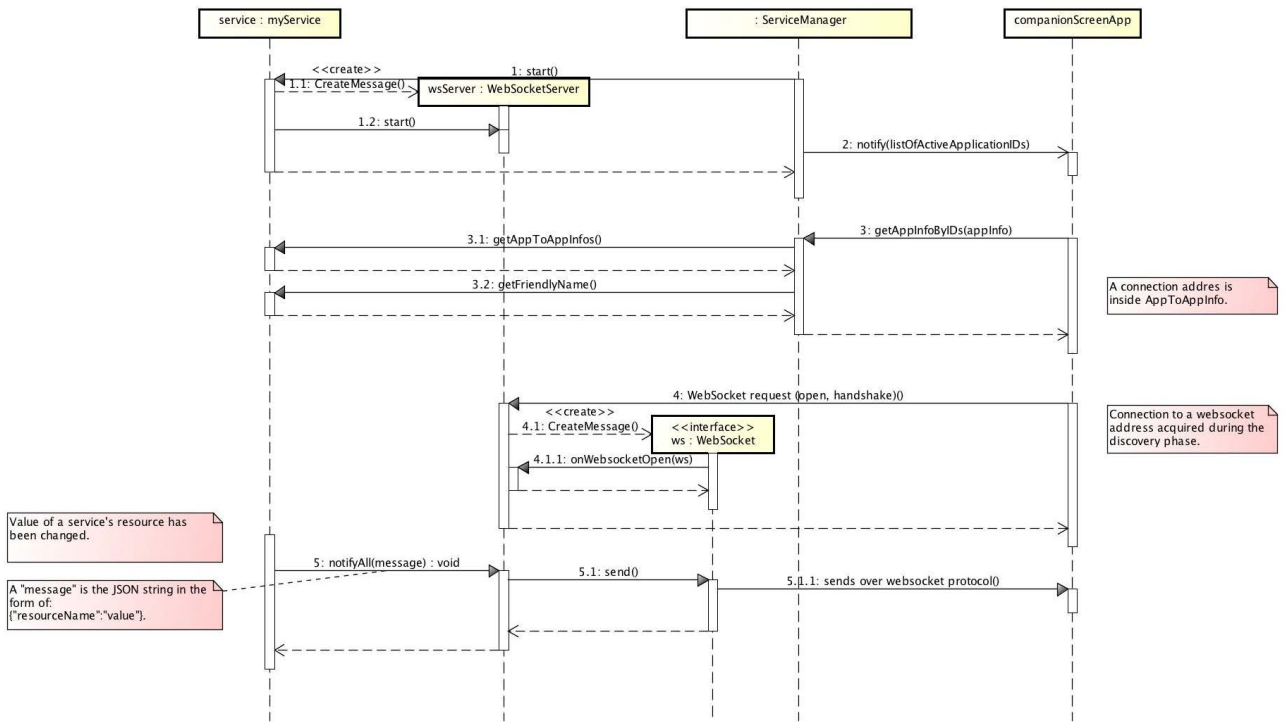 service : myService
: ServiceManager
companionScreenApp
<<create>>
1: start()
1.1: CreateMessage()
wsServer : WebSocketServer
1.2: start()
2: notify(listOfActiveApplicationIDs)
3: getAppInfoByIDs(appInfo)
3.1: getAppToAppInfos()
3.2: getFriendlyName()
A connection addres is
inside AppToAppInfo.
4: WebSocket request (open, handshake)()
<<create>>
4.1: CreateMessage()
<<interface>>
ws : WebSocket
Connection to a websocket
address acquired during the
discovery phase.
4.1.1: onWebsocketOpen(ws)
Value of a service's resource has
been changed.
5: notifyAll(message) : void
5.1: send()
5.1.1: sends over websocket protocol()
A "message" is the JSON string in the
form of:
{"resourceName":"value"}.